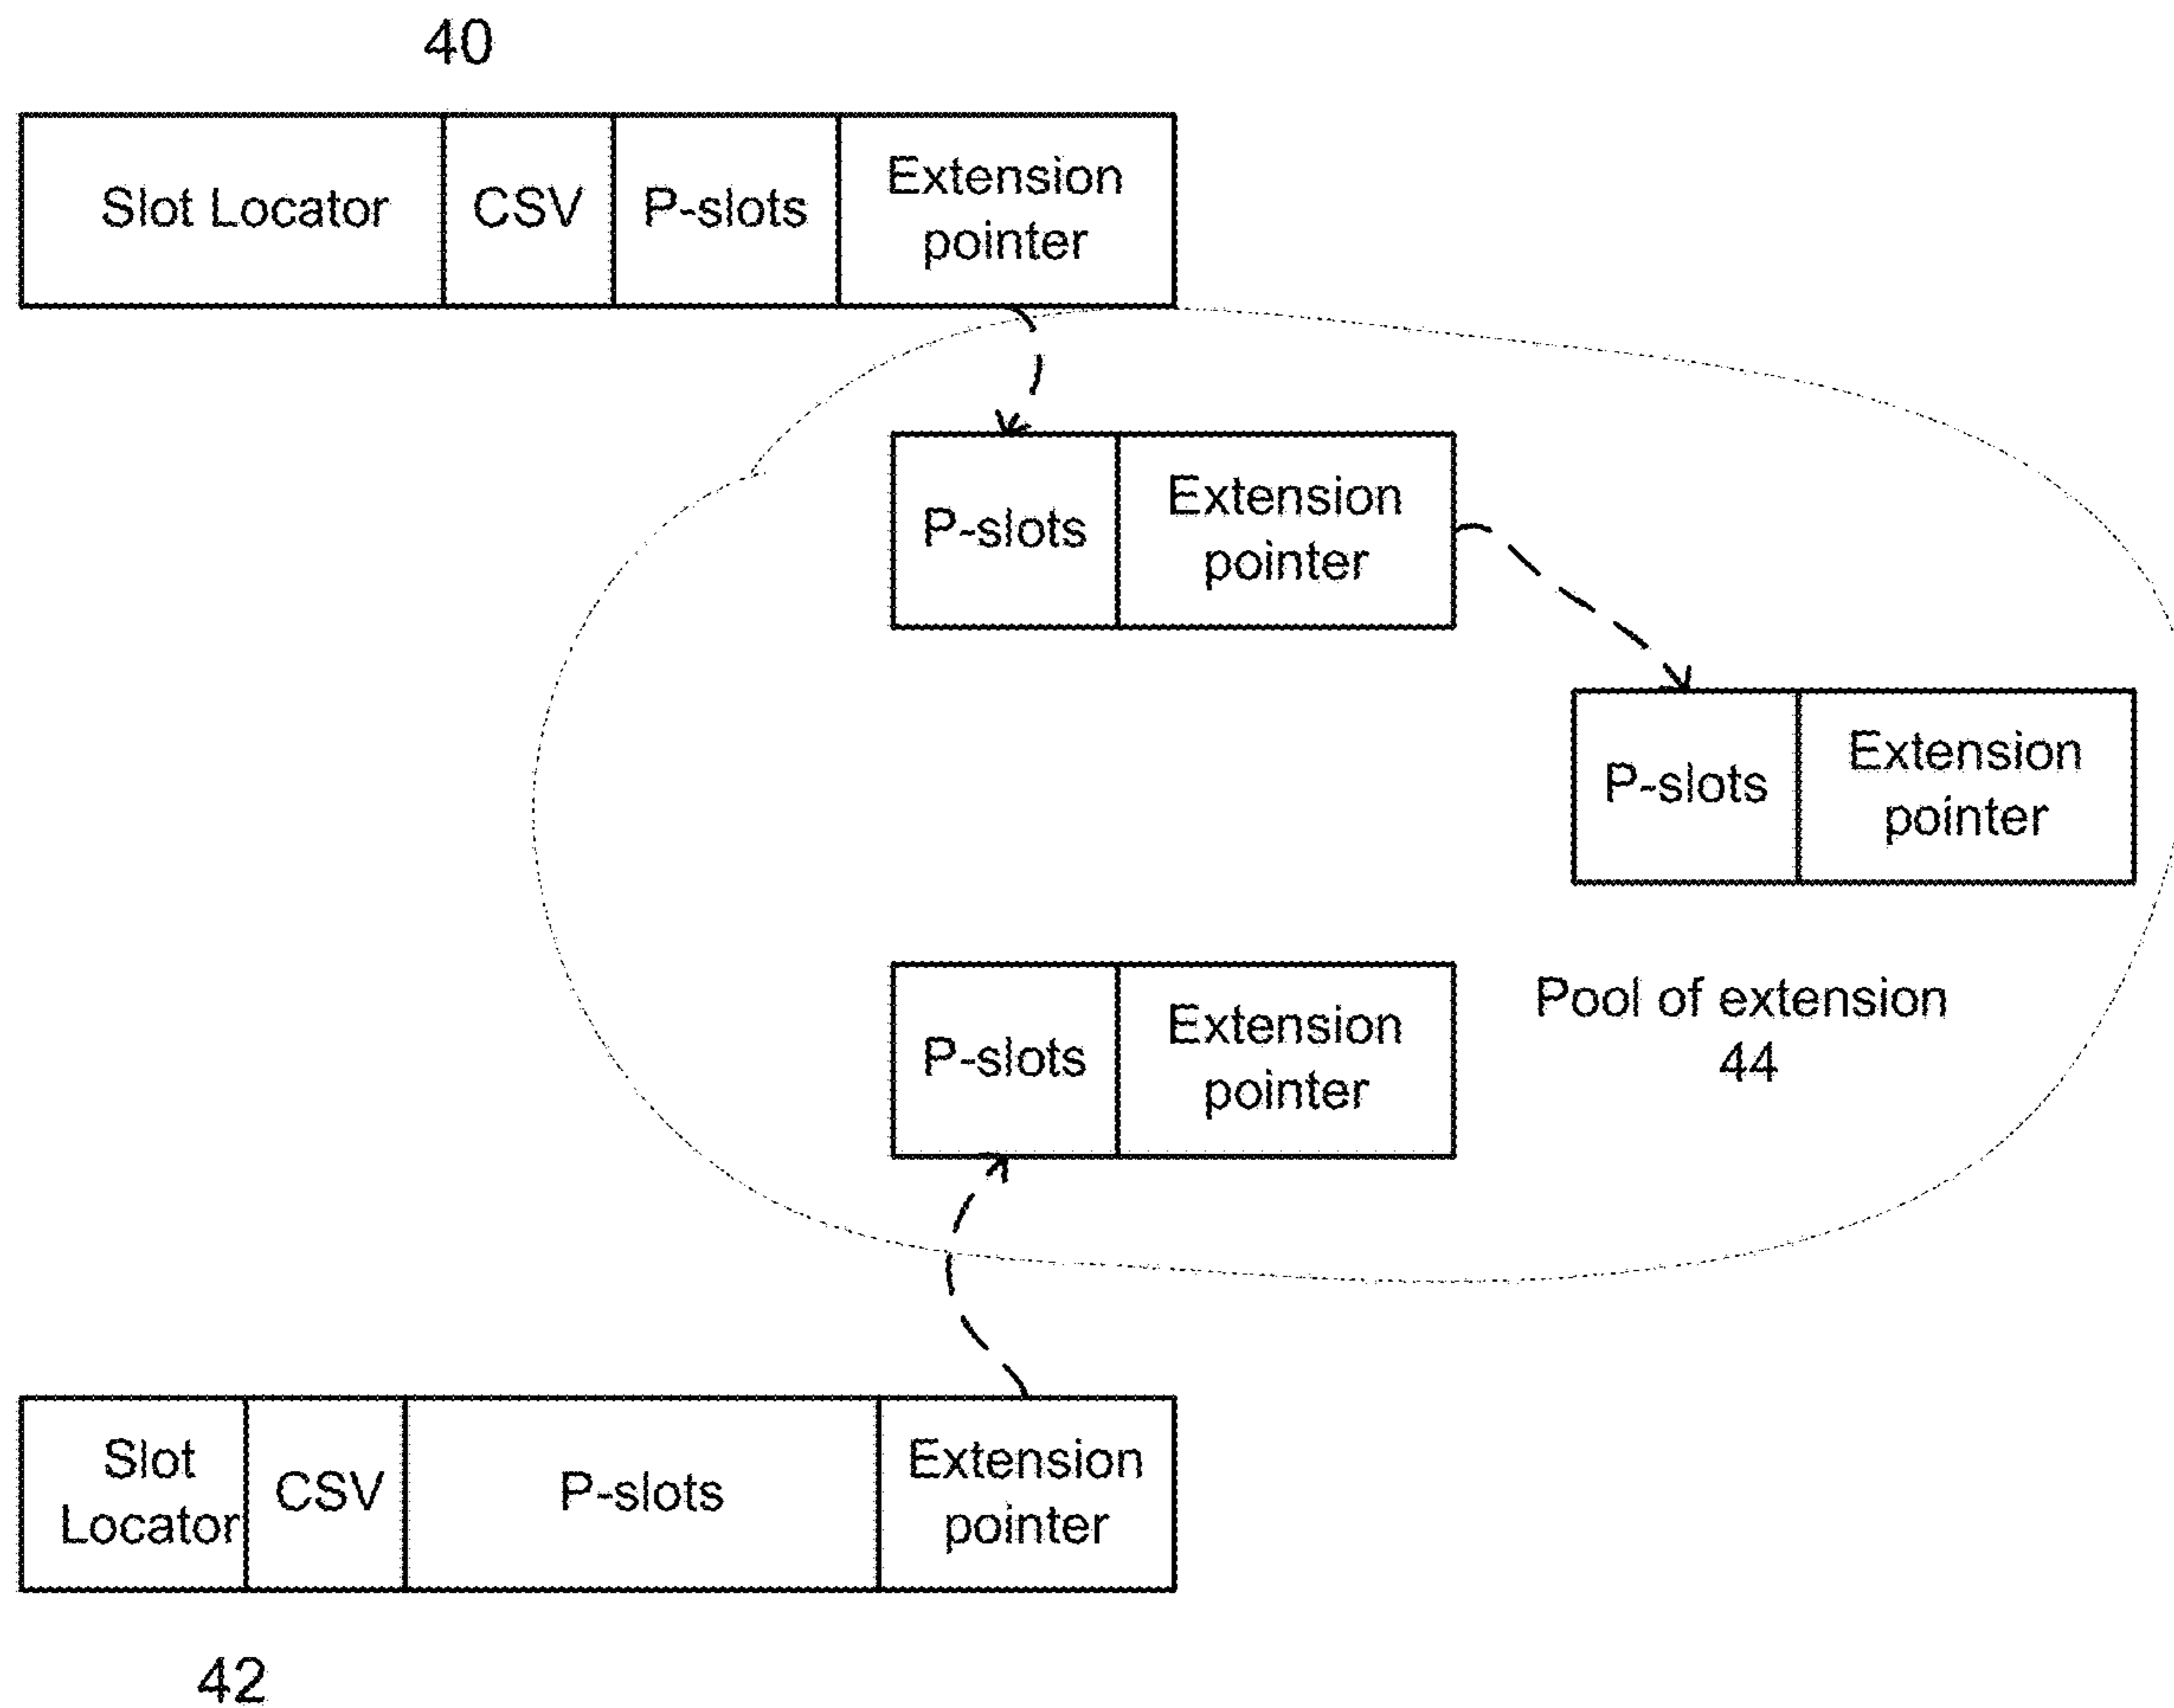 40
Slot Locator
CSV
P-slots
Extension
pointer
P-slots
Extension
pointer
P-slots
Extension
pointer
P-slots
Extension
pointer
Pool of extension
44
Slot
Locator
CSV
P-slots
Extension
pointer
42